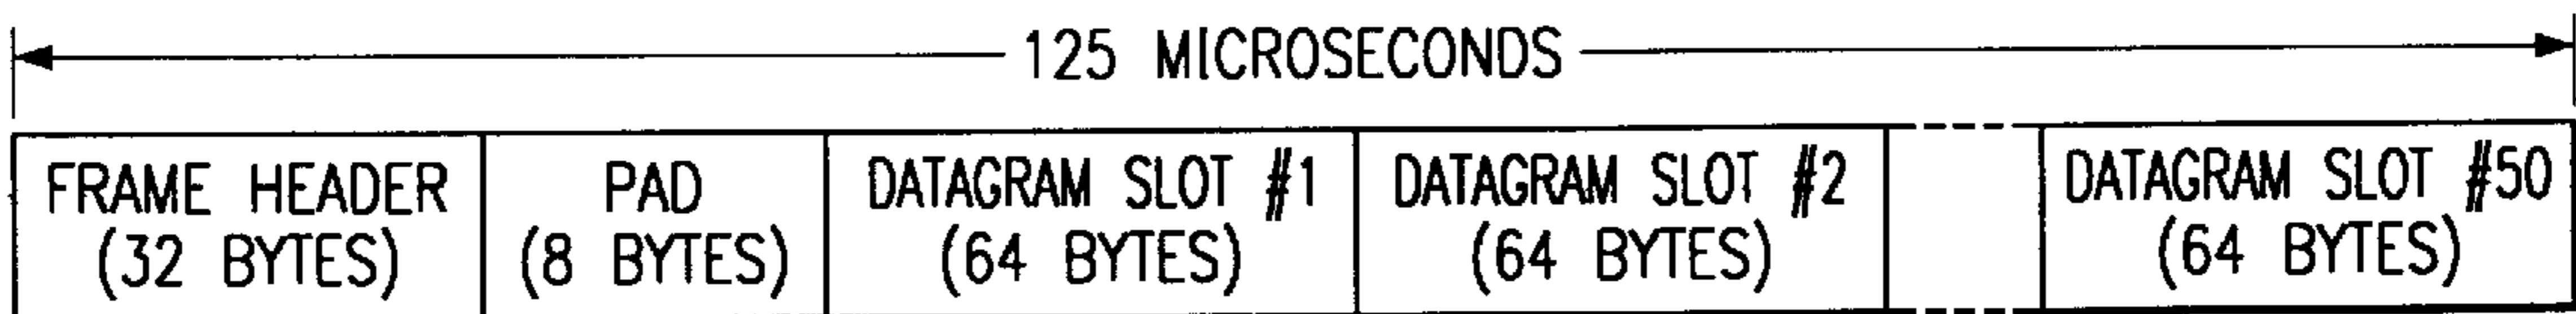 125 MICROSECONDS
FRAME HEADER
(32 BYTES)
PAD
(8 BYTES)
DATAGRAM SLOT #1
(64 BYTES)
DATAGRAM SLOT #2
(64 BYTES)
DATAGRAM SLOT #50
(64 BYTES)